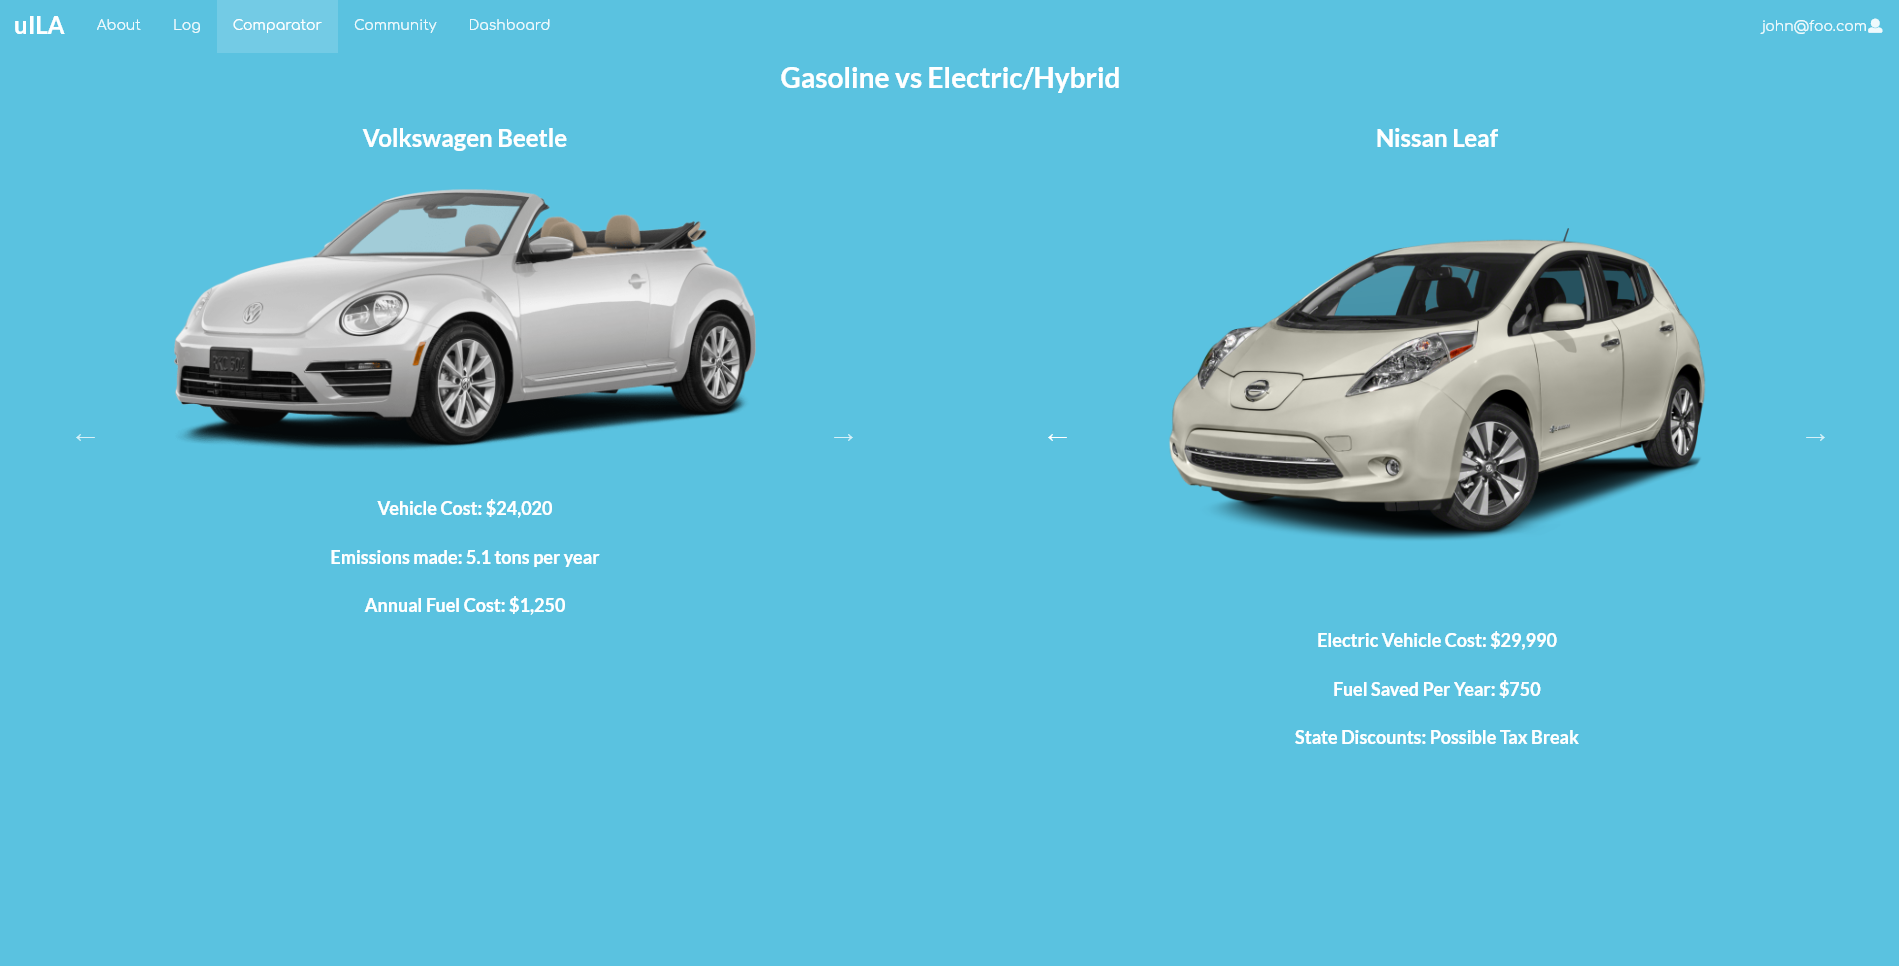 uILA About Log Comparator Community Dashboard john@foo.com
Gasoline vs Electric/Hybrid
Volkswagen Beetle
Nissan Leaf
← → ← →
Vehicle Cost: $24,020
Emissions made: 5.1 tons per year
Annual Fuel Cost: $1,250
Electric Vehicle Cost: $29,990
Fuel Saved Per Year: $750
State Discounts: Possible Tax Break